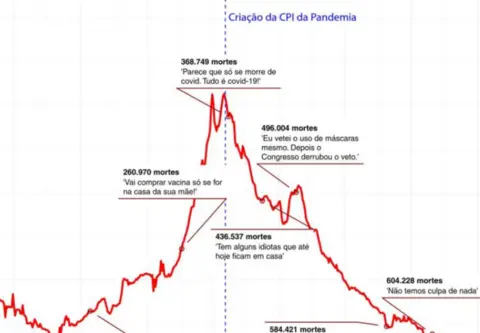 Criação da CPI da Pandemia
368.749 mortes
'Parece que só se morre de
covid. Tudo é covid-19!'
496.004 mortes
'Eu vetei o uso de máscaras
mesmo. Depois o
Congresso derrubou o veto.'
260.970 mortes
'Vai comprar vacina só se for
na casa da sua mãe!'
436.537 mortes
'Tem alguns idiotas que até
hoje ficam em casa'
604.228 mortes
'Não temos culpa de nada'
584.421 mortes